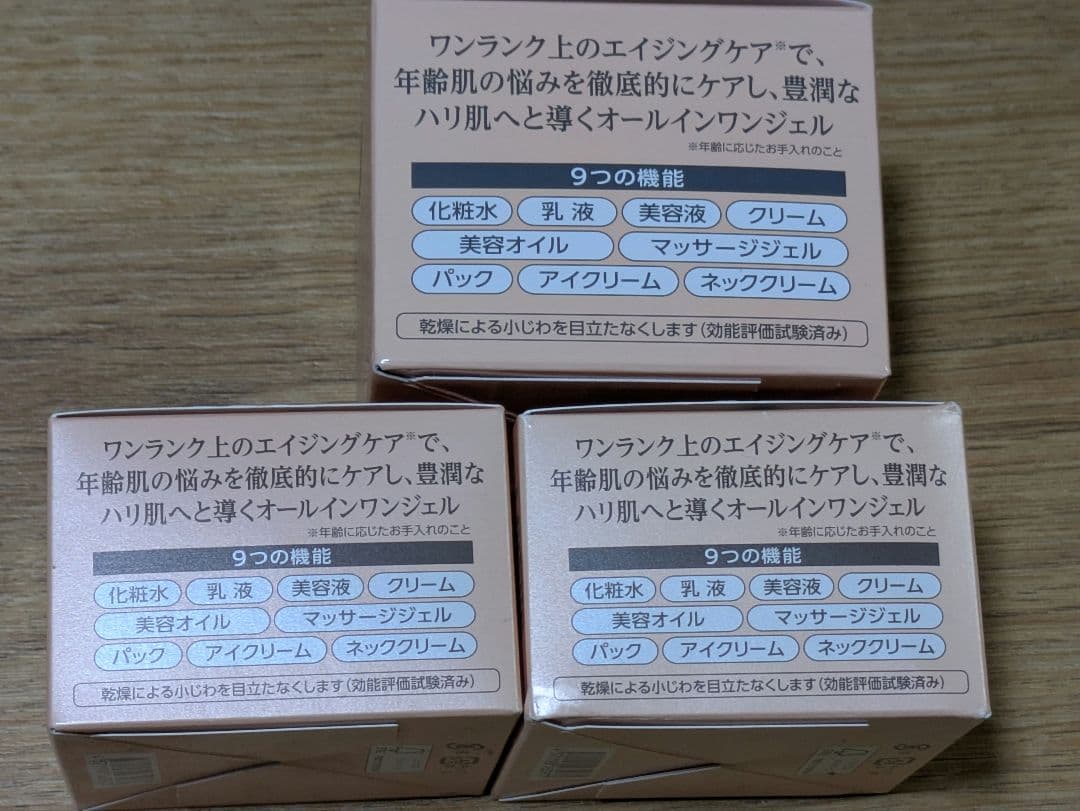 ワンランク上のエイジングケア※で、
年齢肌の悩みを徹底的にケアし、豊潤な
ハリ肌へと導くオールインワンジェル
※年齢に応じたお手入れのこと
9つの機能
化粧水 乳液 美容液 クリーム
美容オイル マッサージジェル
パック アイクリーム ネッククリーム
乾燥による小じわを目立たなくします(効能評価試験済み)
ワンランク上のエイジングケア※で、
年齢肌の悩みを徹底的にケアし、豊潤な
ハリ肌へと導くオールインワンジェル
※年齢に応じたお手入れのこと
9つの機能
化粧水 乳液 美容液 クリーム
美容オイル マッサージジェル
パック アイクリーム ネッククリーム
乾燥による小じわを目立たなくします(効能評価試験済み)
ワンランク上のエイジングケア※で、
年齢肌の悩みを徹底的にケアし、豊潤な
ハリ肌へと導くオールインワンジェル
※年齢に応じたお手入れのこと
9つの機能
化粧水 乳液 美容液 クリーム
美容オイル マッサージジェル
パック アイクリーム ネッククリーム
乾燥による小じわを目立たなくします(効能評価試験済み)